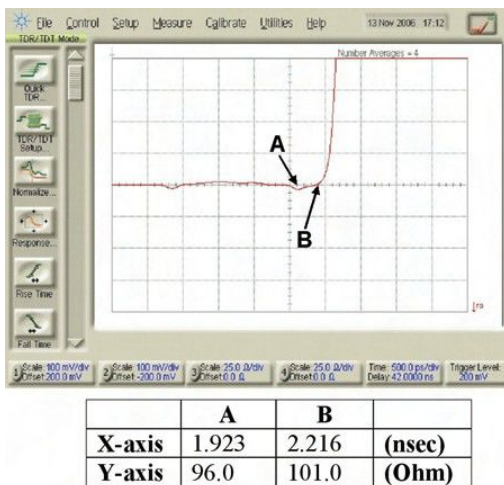 File Control Setup Measure Calibrate Utilities Help 13 Nov 2006 17:12
TDR/TDT Mode
Number Averages = 4
Quick
TDR...
TDR/TDT
Setup...
Normalize...
Response...
Rise Time
Fall Time
A
B
1 Scale: 100 mV/div
Offset: 200.0 mV
2 Scale: 100 mV/div
Offset: -200.0 mV
3 Scale: 25.0 Ω/div
Offset: 0.0 Ω
4 Scale: 25.0 Ω/div
Offset: 0.0 Ω
Time: 500.0 ps/div
Delay: 42.0000 ns
Trigger Level:
200 mV
A B
X-axis 1.923 2.216 (nsec)
Y-axis 96.0 101.0 (Ohm)